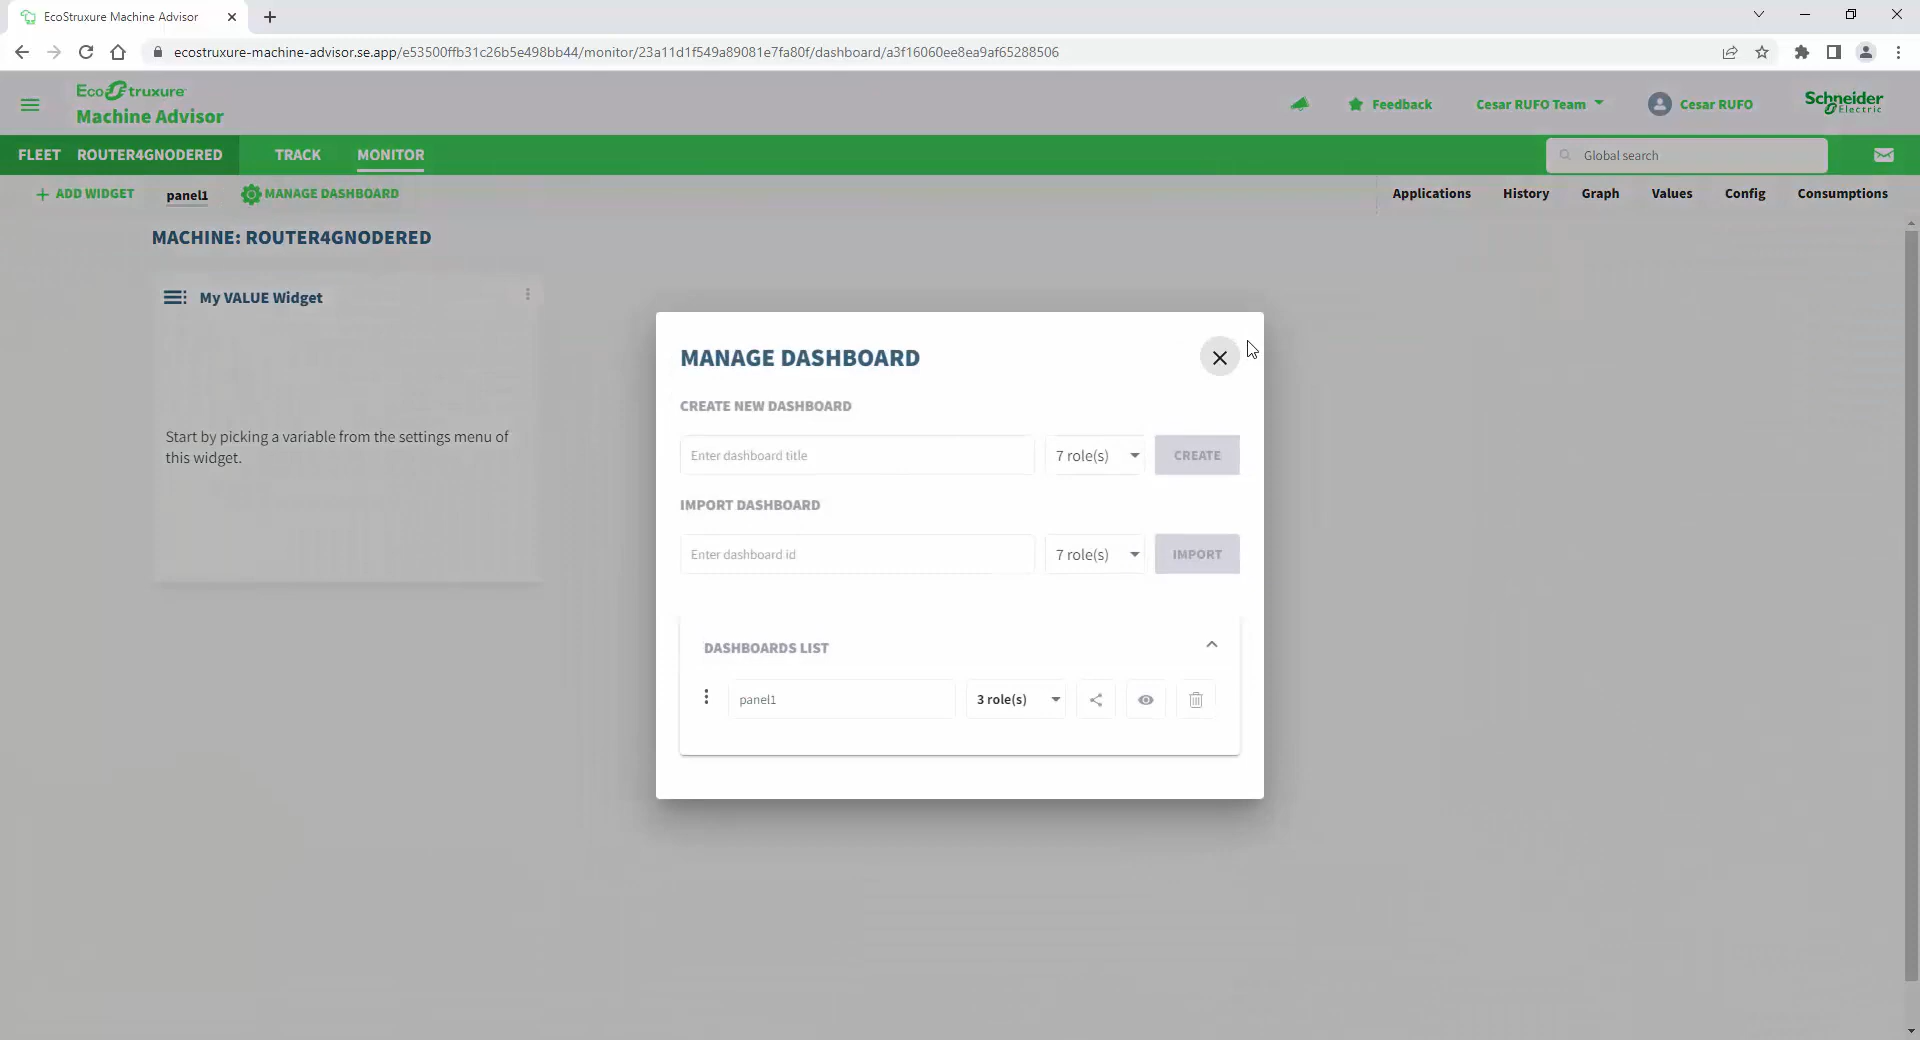 EcoStruxure Machine Advisor
ecostruxure-machine-advisor.se.app/e53500ffb31c26b5e498bb44/monitor/23a11d1f549a89081e7fa80f/dashboard/a3f16060ee8ea9af65288506
EcoStruxure
Machine Advisor
Feedback
Cesar RUFO Team
Cesar RUFO
Schneider
Electric
FLEET ROUTER4GNODERED TRACK MONITOR
Global search
ADD WIDGET panel1 MANAGE DASHBOARD
Applications History Graph Values Config Consumptions
MACHINE: ROUTER4GNODERED
My VALUE Widget
Start by picking a variable from the settings menu of
this widget.
MANAGE DASHBOARD
CREATE NEW DASHBOARD
Enter dashboard title 7 role(s) CREATE
IMPORT DASHBOARD
Enter dashboard id 7 role(s) IMPORT
DASHBOARDS LIST
panel1 3 role(s)